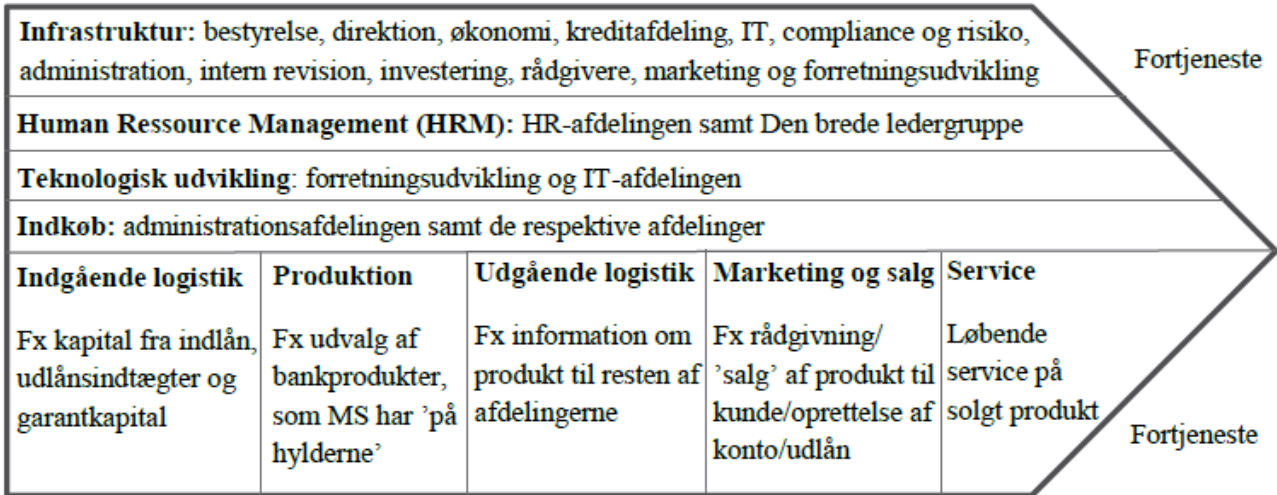 Infrastruktur: bestyrelse, direktion, økonomi, kreditafdeling, IT, compliance og risiko,
administration, intern revision, investering, rådgivere, marketing og forretningsudvikling
Fortjeneste
Human Ressource Management (HRM): HR-afdelingen samt Den brede ledergruppe
Teknologisk udvikling: forretningsudvikling og IT-afdelingen
Indkøb: administrationsafdelingen samt de respektive afdelinger
Indgående logistik
Fx kapital fra indlån,
udlånsindtægter og
garantkapital
Produktion
Fx udvalg af
bankprodukter,
som MS har ’på
hylderne’
Udgående logistik
Fx information om
produkt til resten af
afdelingerne
Marketing og salg
Fx rådgivning/
’salg’ af produkt til
kunde/oprettelse af
konto/udlån
Service
Løbende
service på
solgt produkt
Fortjeneste